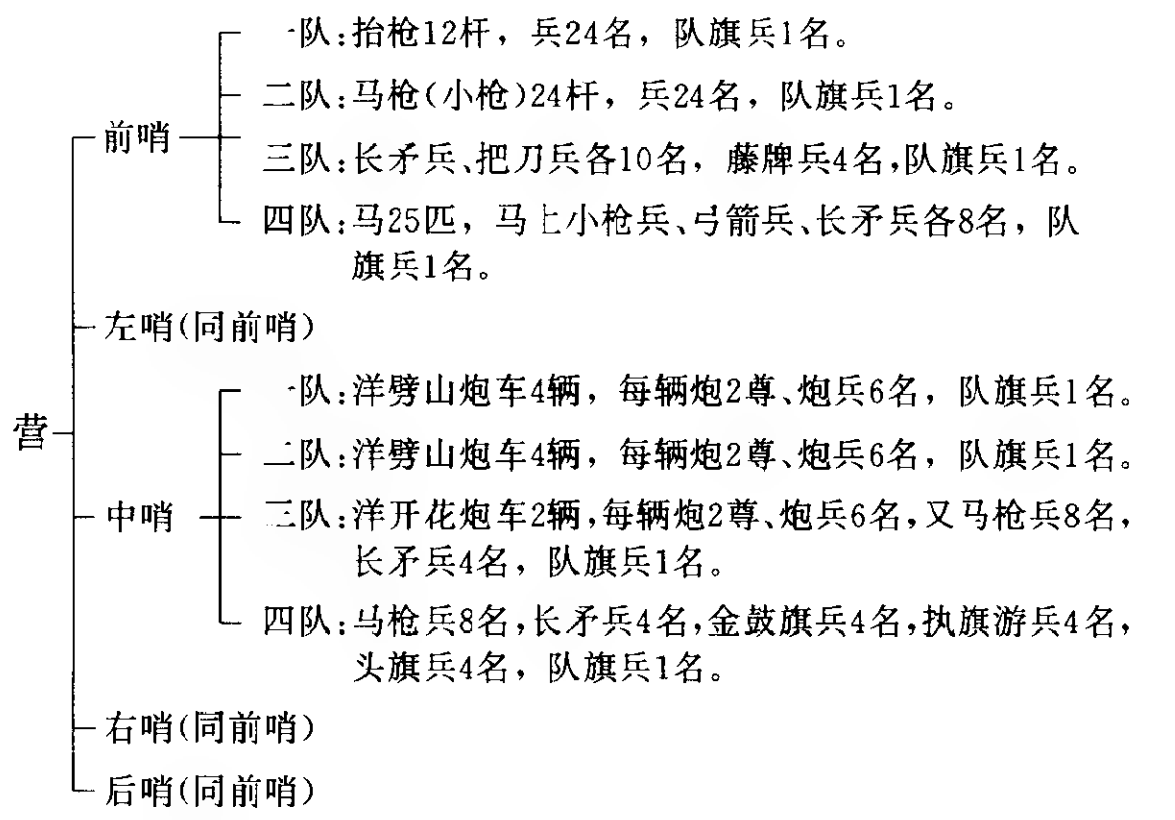 一队:抬枪12杆，兵24名，队旗兵1名。
二队:马枪(小枪)24杆，兵24名，队旗兵1名。
前哨
三队:长矛兵、把刀兵各10名，藤牌兵4名,队旗兵1名。
四队:马25匹，马上小枪兵、弓箭兵、长矛兵各8名，队
旗兵1名。
左哨(同前哨)
一队:洋劈山炮车4辆，每辆炮2尊、炮兵6名，队旗兵1名。
营
二队:洋劈山炮车4辆，每辆炮2尊、炮兵6名，队旗兵1名。
中哨
三队:洋开花炮车2辆,每辆炮2尊、炮兵6名,又马枪兵8名，
长矛兵4名，队旗兵1名。
四队:马枪兵8名,长矛兵4名,金鼓旗兵4名,执旗游兵4名，
头旗兵4名，队旗兵1名。
右哨(同前哨)
后哨(同前哨)